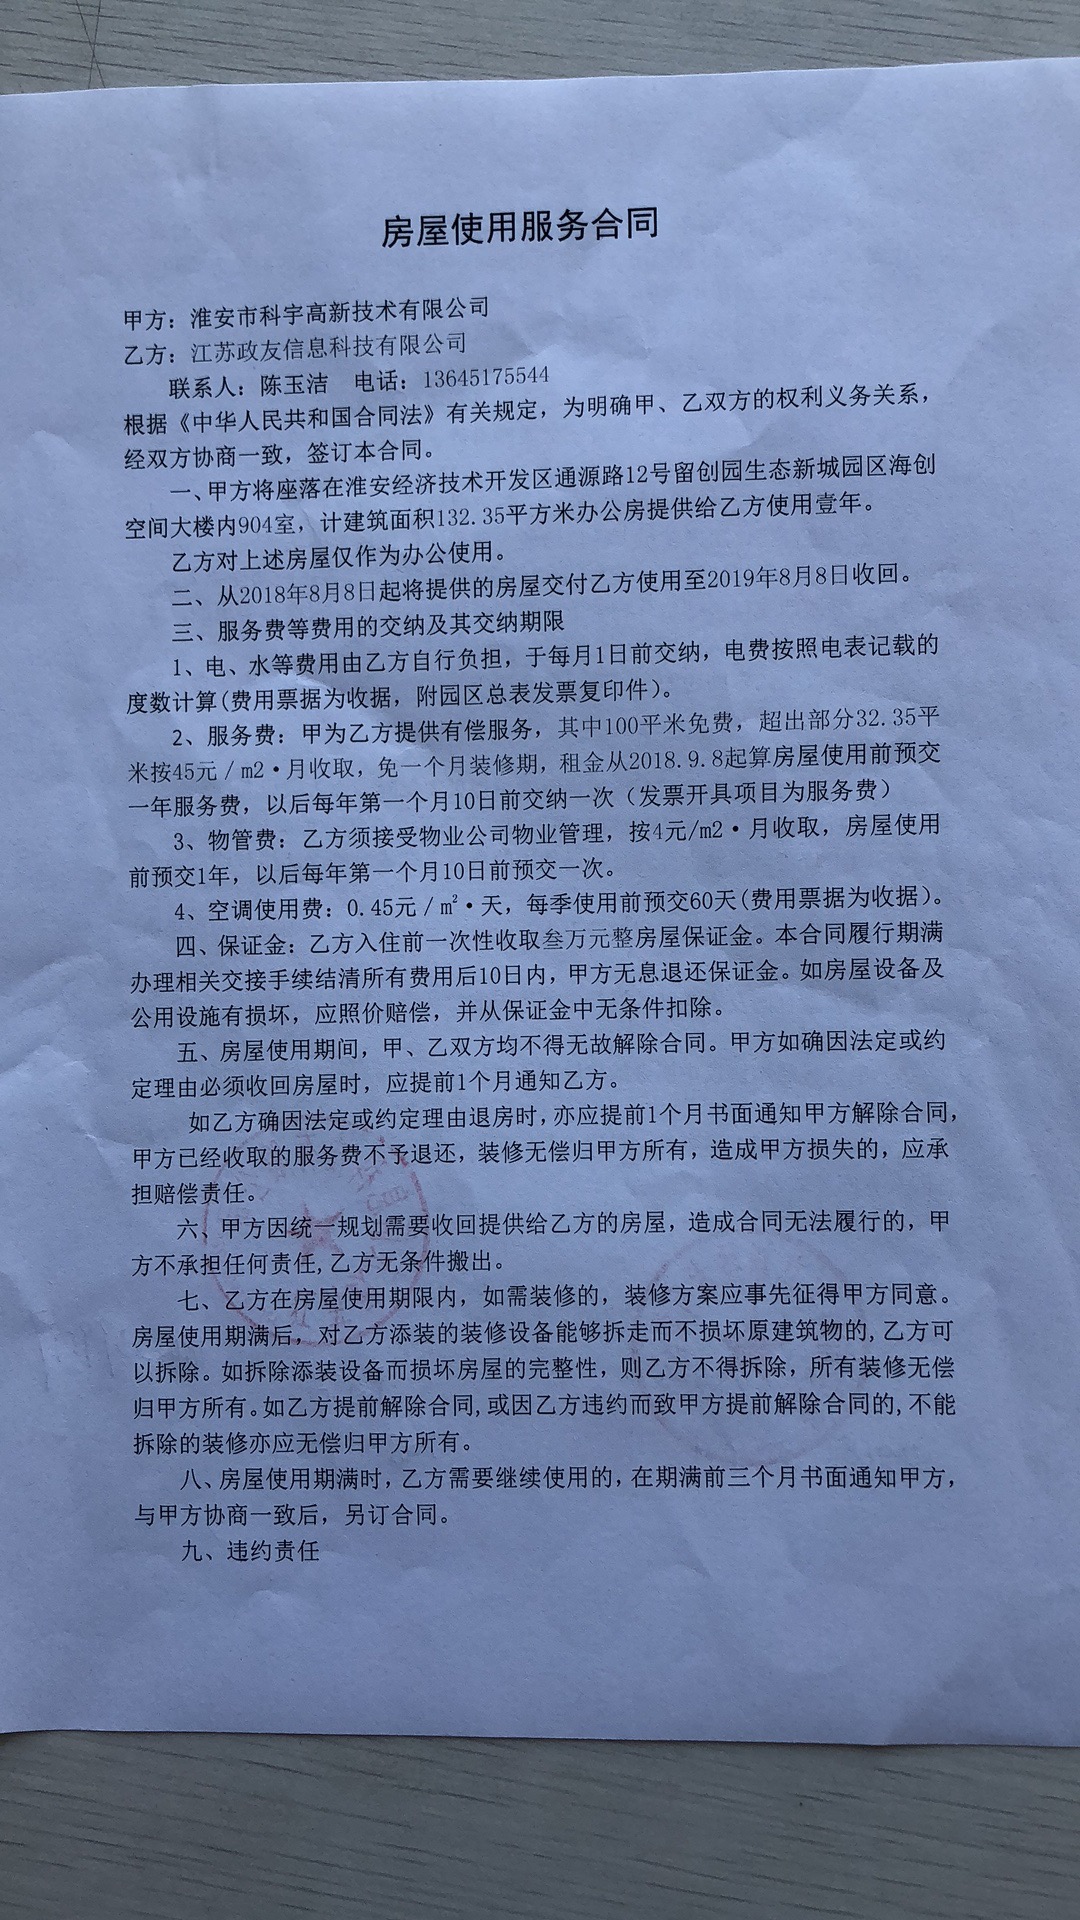 房屋使用服务合同
甲方：淮安市科宇高新技术有限公司
乙方：江苏政友信息科技有限公司
联系人：陈玉洁 电话：13645175544
根据《中华人民共和国合同法》有关规定，为明确甲、乙双方的权利义务关系，
经双方协商一致，签订本合同。
一、甲方将座落在淮安经济技术开发区通源路12号留创园生态新城园区海创
空间大楼内904室，计建筑面积132.35平方米办公房提供给乙方使用壹年。
乙方对上述房屋仅作为办公使用。
二、从2018年8月8日起将提供的房屋交付乙方使用至2019年8月8日收回。
三、服务费等费用的交纳及其交纳期限
1、电、水等费用由乙方自行负担，于每月1日前交纳，电费按照电表记载的
度数计算(费用票据为收据，附园区总表发票复印件)。
2、服务费：甲为乙方提供有偿服务，其中100平米免费，超出部分32.35平
米按45元／m2·月收取，免一个月装修期，租金从2018.9.8起算房屋使用前预交
一年服务费，以后每年第一个月10日前交纳一次（发票开具项目为服务费）
3、物管费：乙方须接受物业公司物业管理，按4元/m2·月收取，房屋使用
前预交1年，以后每年第一个月10日前预交一次。
4、空调使用费：0.45元／m²·天，每季使用前预交60天(费用票据为收据)。
四、保证金：乙方入住前一次性收取叁万元整房屋保证金。本合同履行期满
办理相关交接手续结清所有费用后10日内，甲方无息退还保证金。如房屋设备及
公用设施有损坏，应照价赔偿，并从保证金中无条件扣除。
五、房屋使用期间，甲、乙双方均不得无故解除合同。甲方如确因法定或约
定理由必须收回房屋时，应提前1个月通知乙方。
如乙方确因法定或约定理由退房时，亦应提前1个月书面通知甲方解除合同，
甲方已经收取的服务费不予退还，装修无偿归甲方所有，造成甲方损失的，应承
担赔偿责任。
六、甲方因统一规划需要收回提供给乙方的房屋，造成合同无法履行的，甲
方不承担任何责任,乙方无条件搬出。
七、乙方在房屋使用期限内，如需装修的，装修方案应事先征得甲方同意。
房屋使用期满后，对乙方添装的装修设备能够拆走而不损坏原建筑物的,乙方可
以拆除。如拆除添装设备而损坏房屋的完整性，则乙方不得拆除，所有装修无偿
归甲方所有。如乙方提前解除合同,或因乙方违约而致甲方提前解除合同的,不能
拆除的装修亦应无偿归甲方所有。
八、房屋使用期满时，乙方需要继续使用的，在期满前三个月书面通知甲方，
与甲方协商一致后，另订合同。
九、违约责任